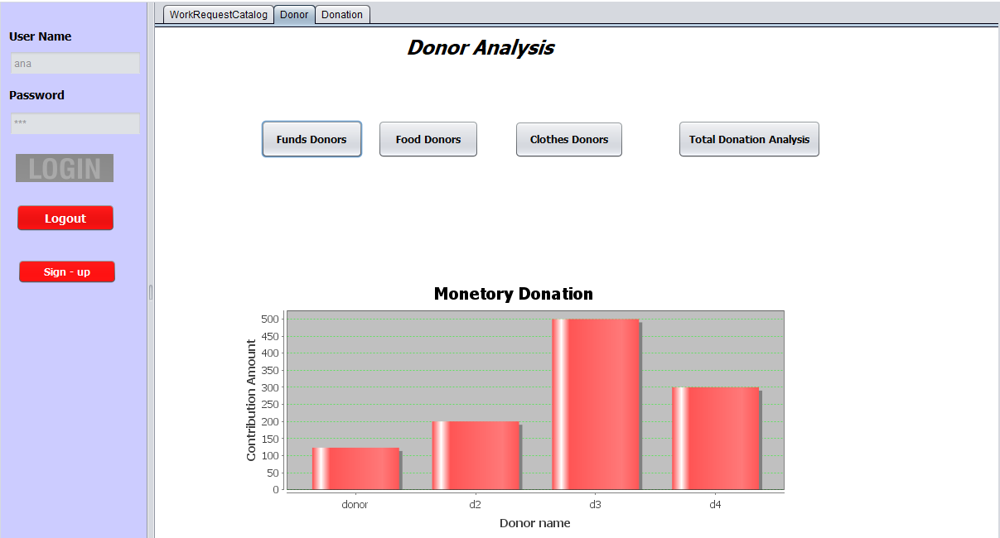 User Name
ana
Password
***
LOGIN
Logout
Sign - up
WorkRequestCatalog Donor Donation
Donor Analysis
Funds Donors Food Donors Clothes Donors Total Donation Analysis
Monetory Donation
Contribution Amount
500
450
400
350
300
250
200
150
100
50
0
donor d2 d3 d4
Donor name